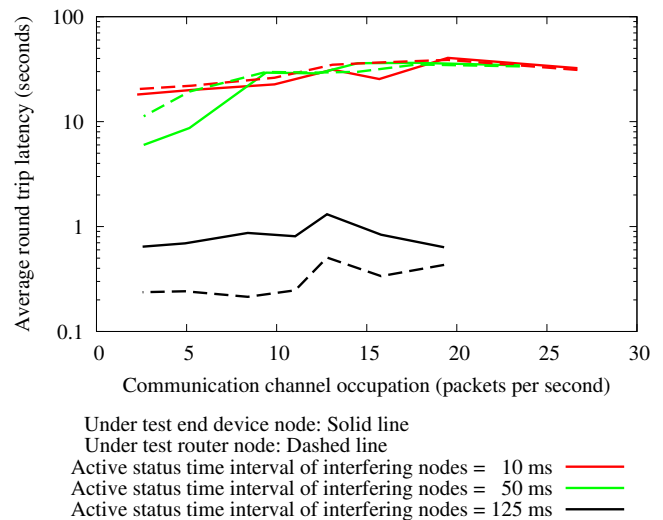 100
10
1
0.1
Average round trip latency (seconds)
0 5 10 15 20 25 30
Communication channel occupation (packets per second)
Under test end device node: Solid line
Under test router node: Dashed line
Active status time interval of interfering nodes = 10 ms
Active status time interval of interfering nodes = 50 ms
Active status time interval of interfering nodes = 125 ms